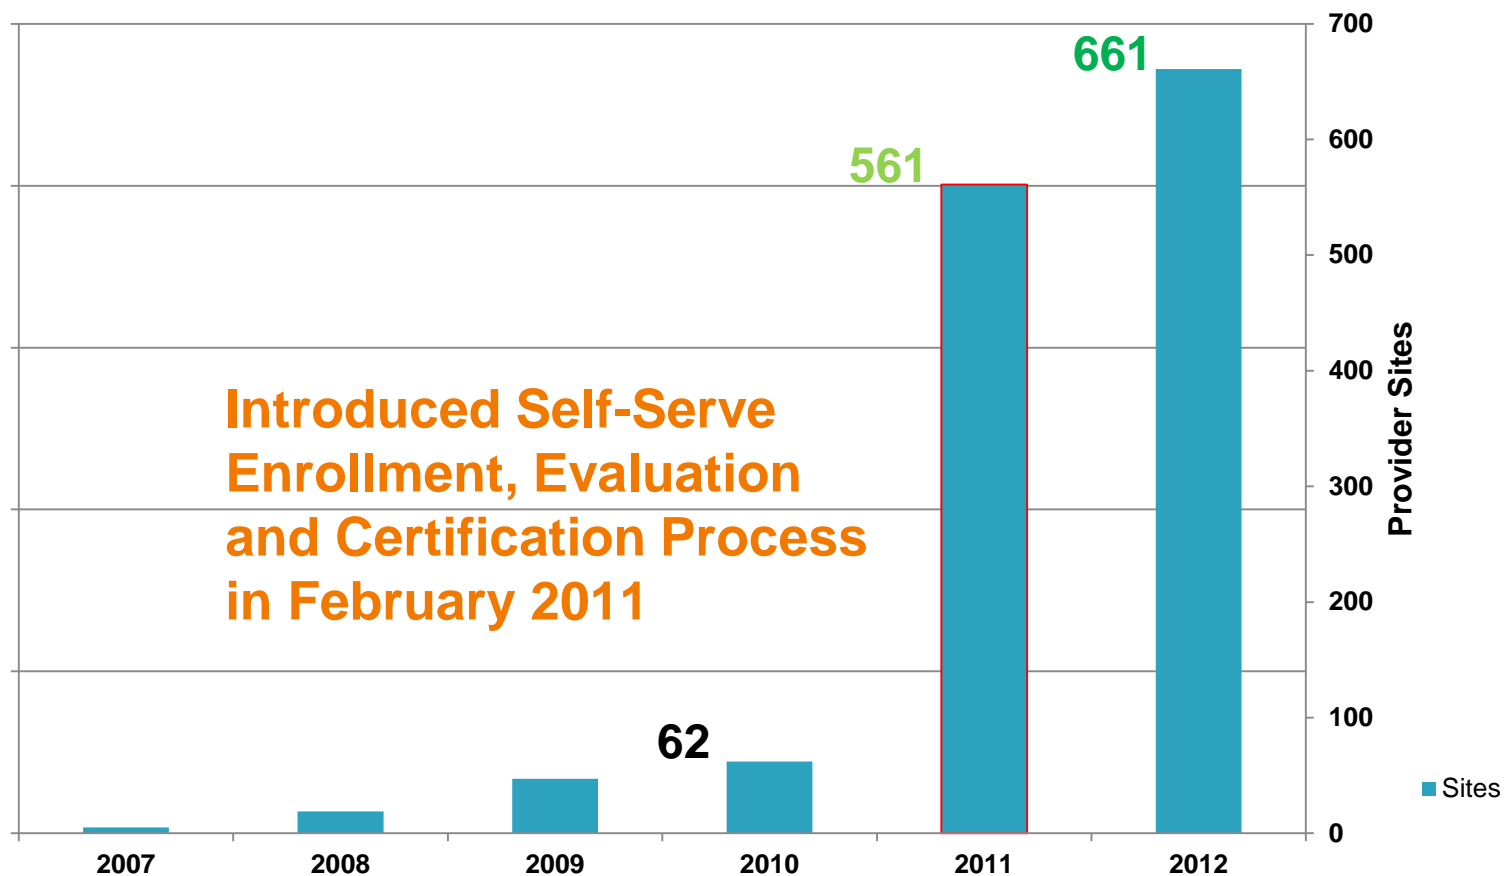 700
661
600
561
500
400
Introduced Self-Serve
Enrollment, Evaluation
and Certification Process
in February 2011
Provider Sites
300
200
100
62
Sites
0
2007 2008 2009 2010 2011 2012